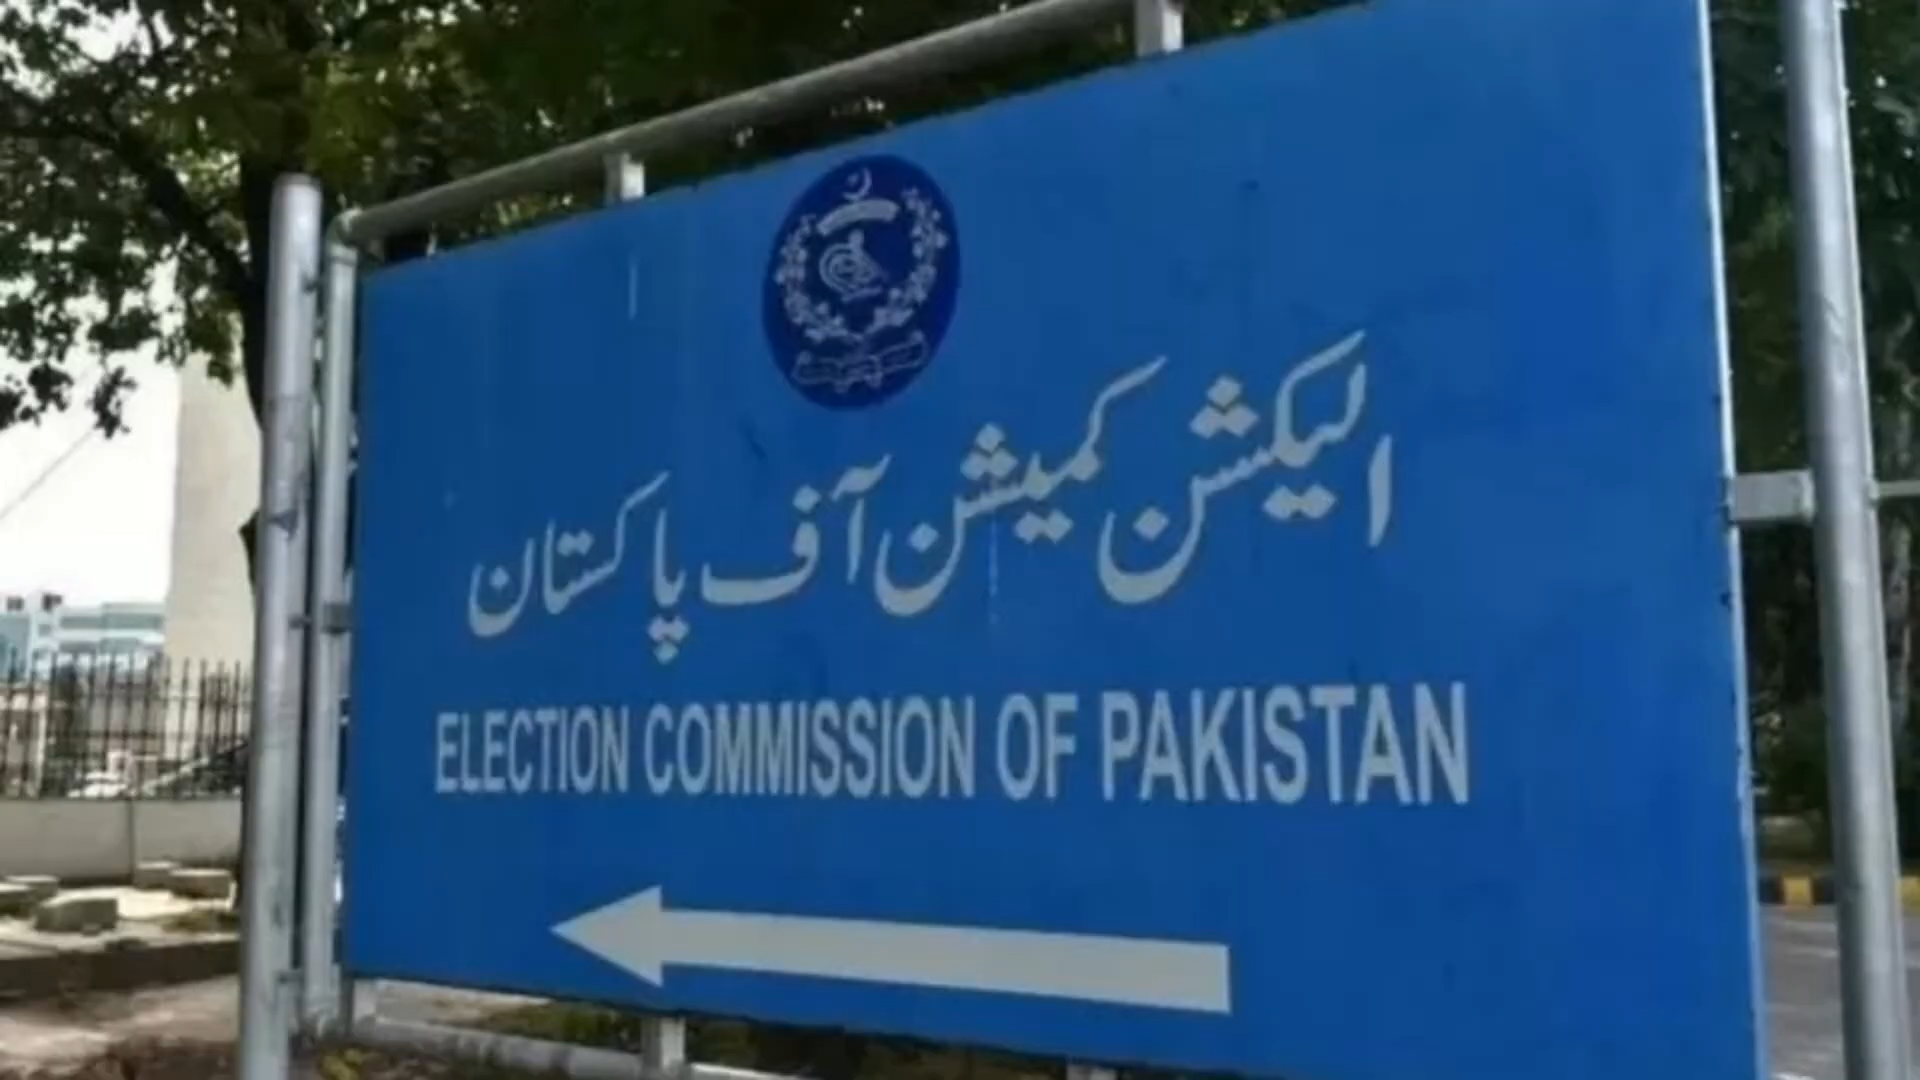 الیکشن کمیشن آف پاکستان
ELECTION COMMISSION OF PAKISTAN